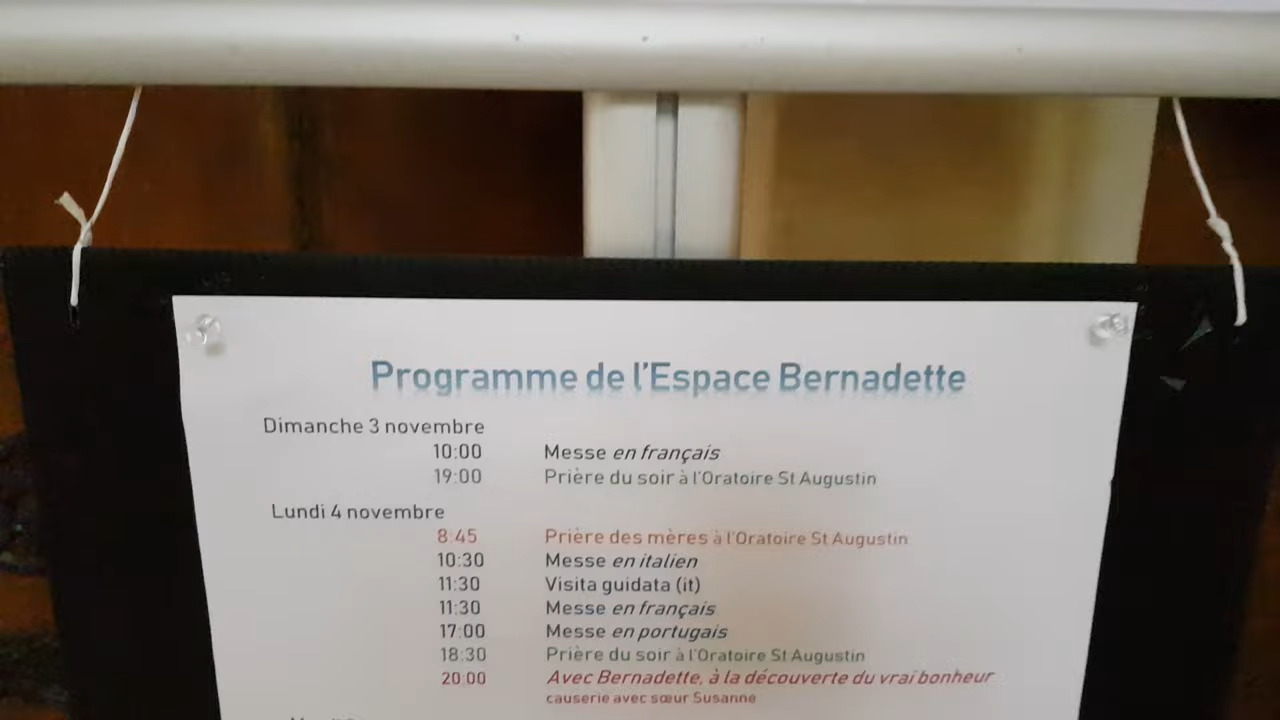 Programme de l'Espace Bernadette
Dimanche 3 novembre
10:00 Messe en français
19:00 Prière du soir à l'Oratoire St Augustin
Lundi 4 novembre
8:45 Prière des mères à l'Oratoire St Augustin
10:30 Messe en italien
11:30 Visita guidata (it)
11:30 Messe en français
17:00 Messe en portugais
18:30 Prière du soir à l'Oratoire St Augustin
20:00 Avec Bernadette, à la découverte du vrai bonheur
causerie avec sœur Susanne